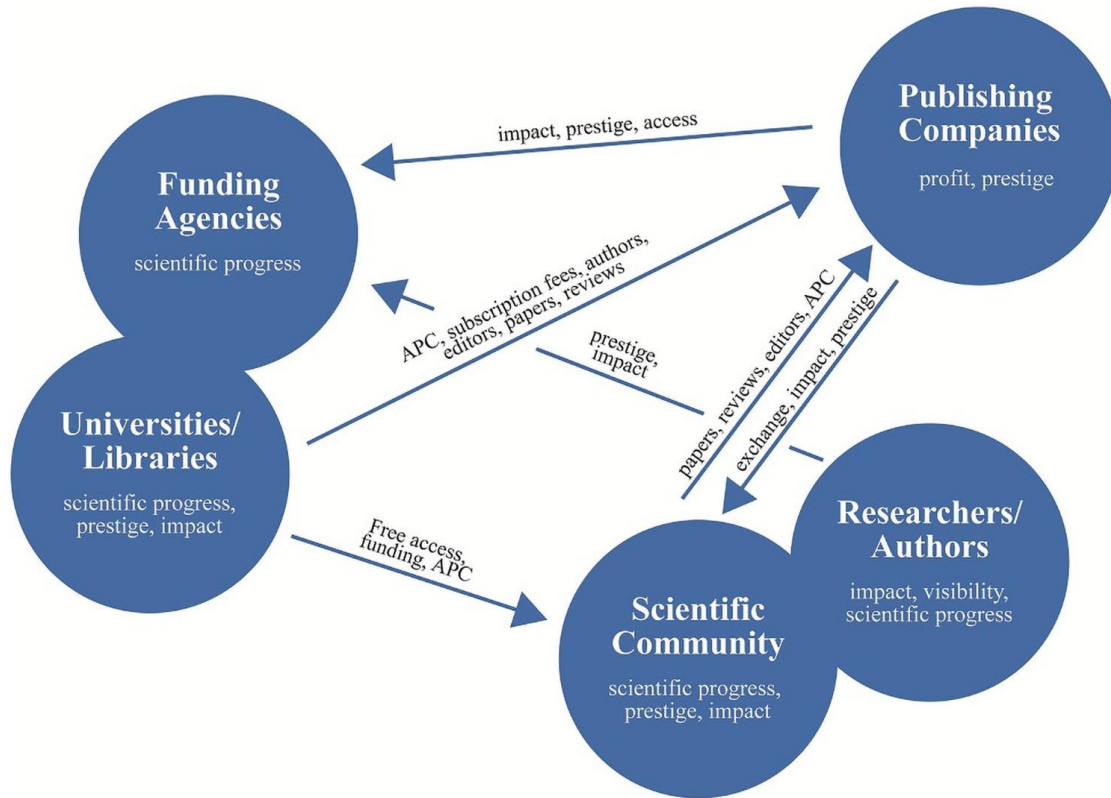 Publishing
Companies
profit, prestige
impact, prestige, access
Funding
Agencies
scientific progress
APC, subscription fees, authors,
editors, papers, reviews
prestige,
impact
papers, reviews, editors, APC
exchange, impact, prestige
Universities/
Libraries
scientific progress,
prestige, impact
Free access,
funding, APC
Researchers/
Authors
impact, visibility,
scientific progress
Scientific
Community
scientific progress,
prestige, impact